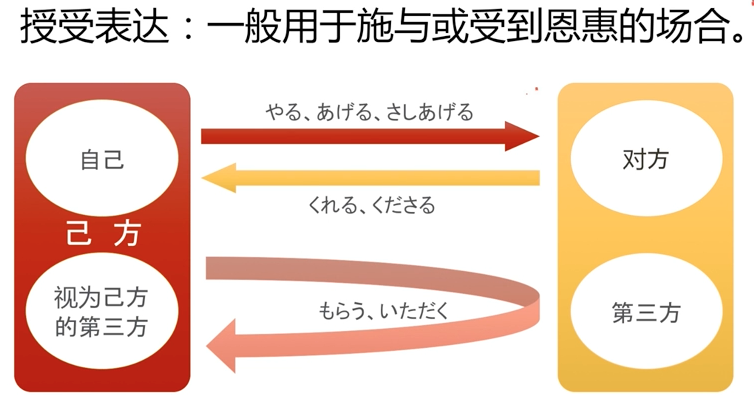 授受表达：一般用于施与或受到恩惠的场合。
やる、あげる、さしあげる
自己
对方
くれる、くださる
己 方
视为己方
的第三方
もらう、いただく
第三方